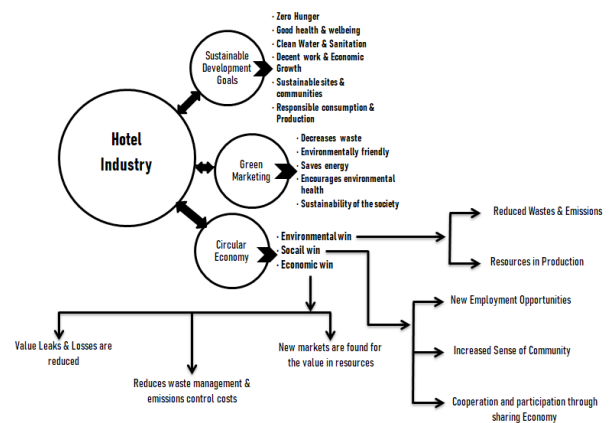 Hotel
Industry
Sustainable
Development
Goals
· Zero Hunger
· Good health & welbeing
· Clean Water & Sanitation
· Decent work & Economic
Growth
· Sustainable sites &
communities
· Responsible consumption &
Production
Green
Marketing
· Decreases waste
· Environmentally friendly
· Saves energy
· Encourages environmental
health
· Sustainability of the society
Circular
Economy
· Environmental win
· Socail win
· Economic win
Reduced Wastes & Emissions
Resources in Production
New Employment Opportunities
Increased Sense of Community
Cooperation and participation through
sharing Economy
Value Leaks & Losses are
reduced
Reduces waste management &
emissions control costs
New markets are found for
the value in resources